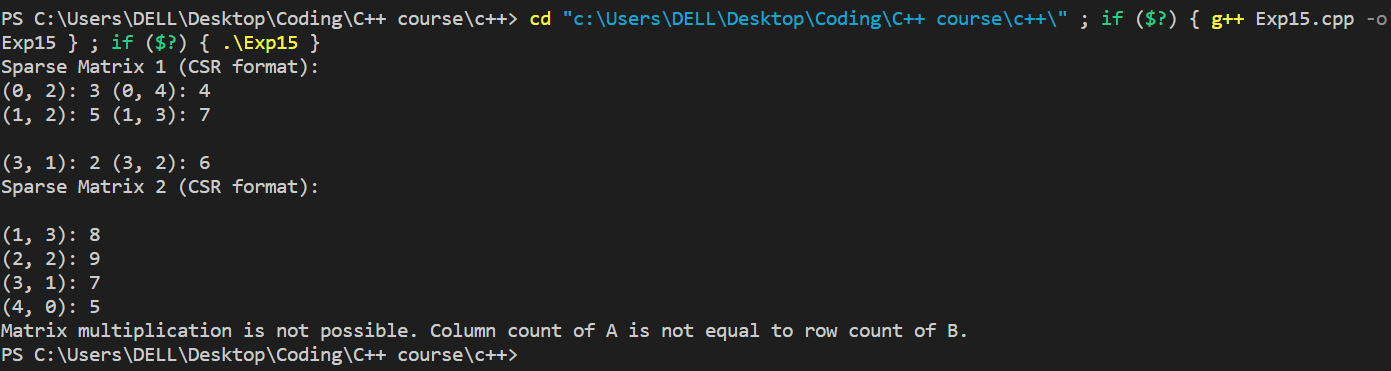 PS C:\Users\DELL\Desktop\Coding\C++ course\c++> cd "c:\Users\DELL\Desktop\Coding\C++ course\c++\" ; if ($?) { g++ Exp15.cpp -o
Exp15 } ; if ($?) { .\Exp15 }
Sparse Matrix 1 (CSR format):
(0, 2): 3 (0, 4): 4
(1, 2): 5 (1, 3): 7
(3, 1): 2 (3, 2): 6
Sparse Matrix 2 (CSR format):
(1, 3): 8
(2, 2): 9
(3, 1): 7
(4, 0): 5
Matrix multiplication is not possible. Column count of A is not equal to row count of B.
PS C:\Users\DELL\Desktop\Coding\C++ course\c++>